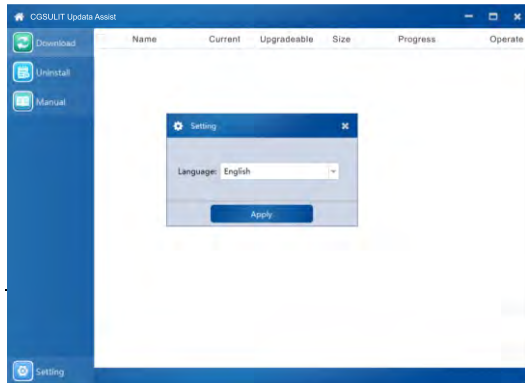 CGSULIT Updata Assist
Download
Name Current Upgradeable Size Progress Operate
Uninstall
Manual
Setting
Language: English
Apply
Setting